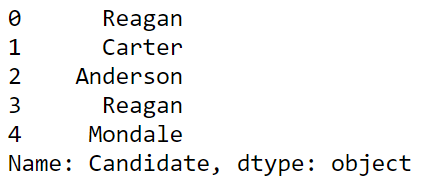 0 Reagan
1 Carter
2 Anderson
3 Reagan
4 Mondale
Name: Candidate, dtype: object